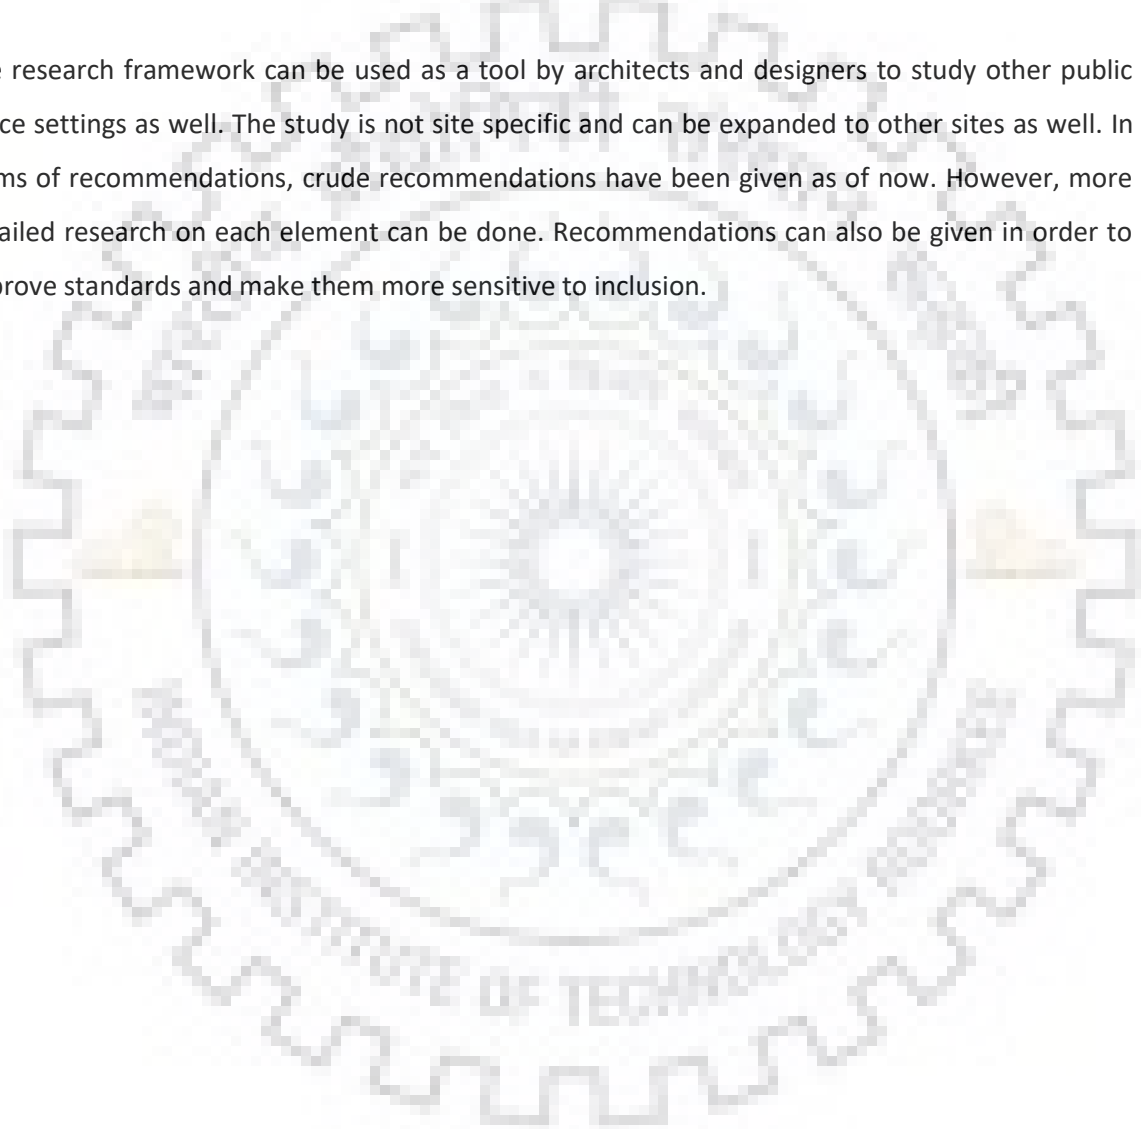 e research framework can be used as a tool by architects and designers to study other public
ce settings as well. The study is not site specific and can be expanded to other sites as well. In
ms of recommendations, crude recommendations have been given as of now. However, more
ailed research on each element can be done. Recommendations can also be given in order to
prove standards and make them more sensitive to inclusion.
INSTITUTE OF TECHNOLOGY